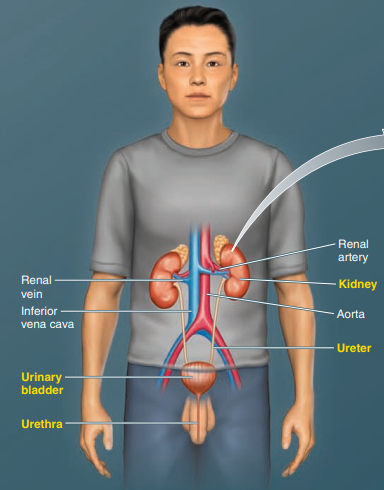 Renal
artery
Kidney
Aorta
Ureter
Renal
vein
Inferior
vena cava
Urinary
bladder
Urethra